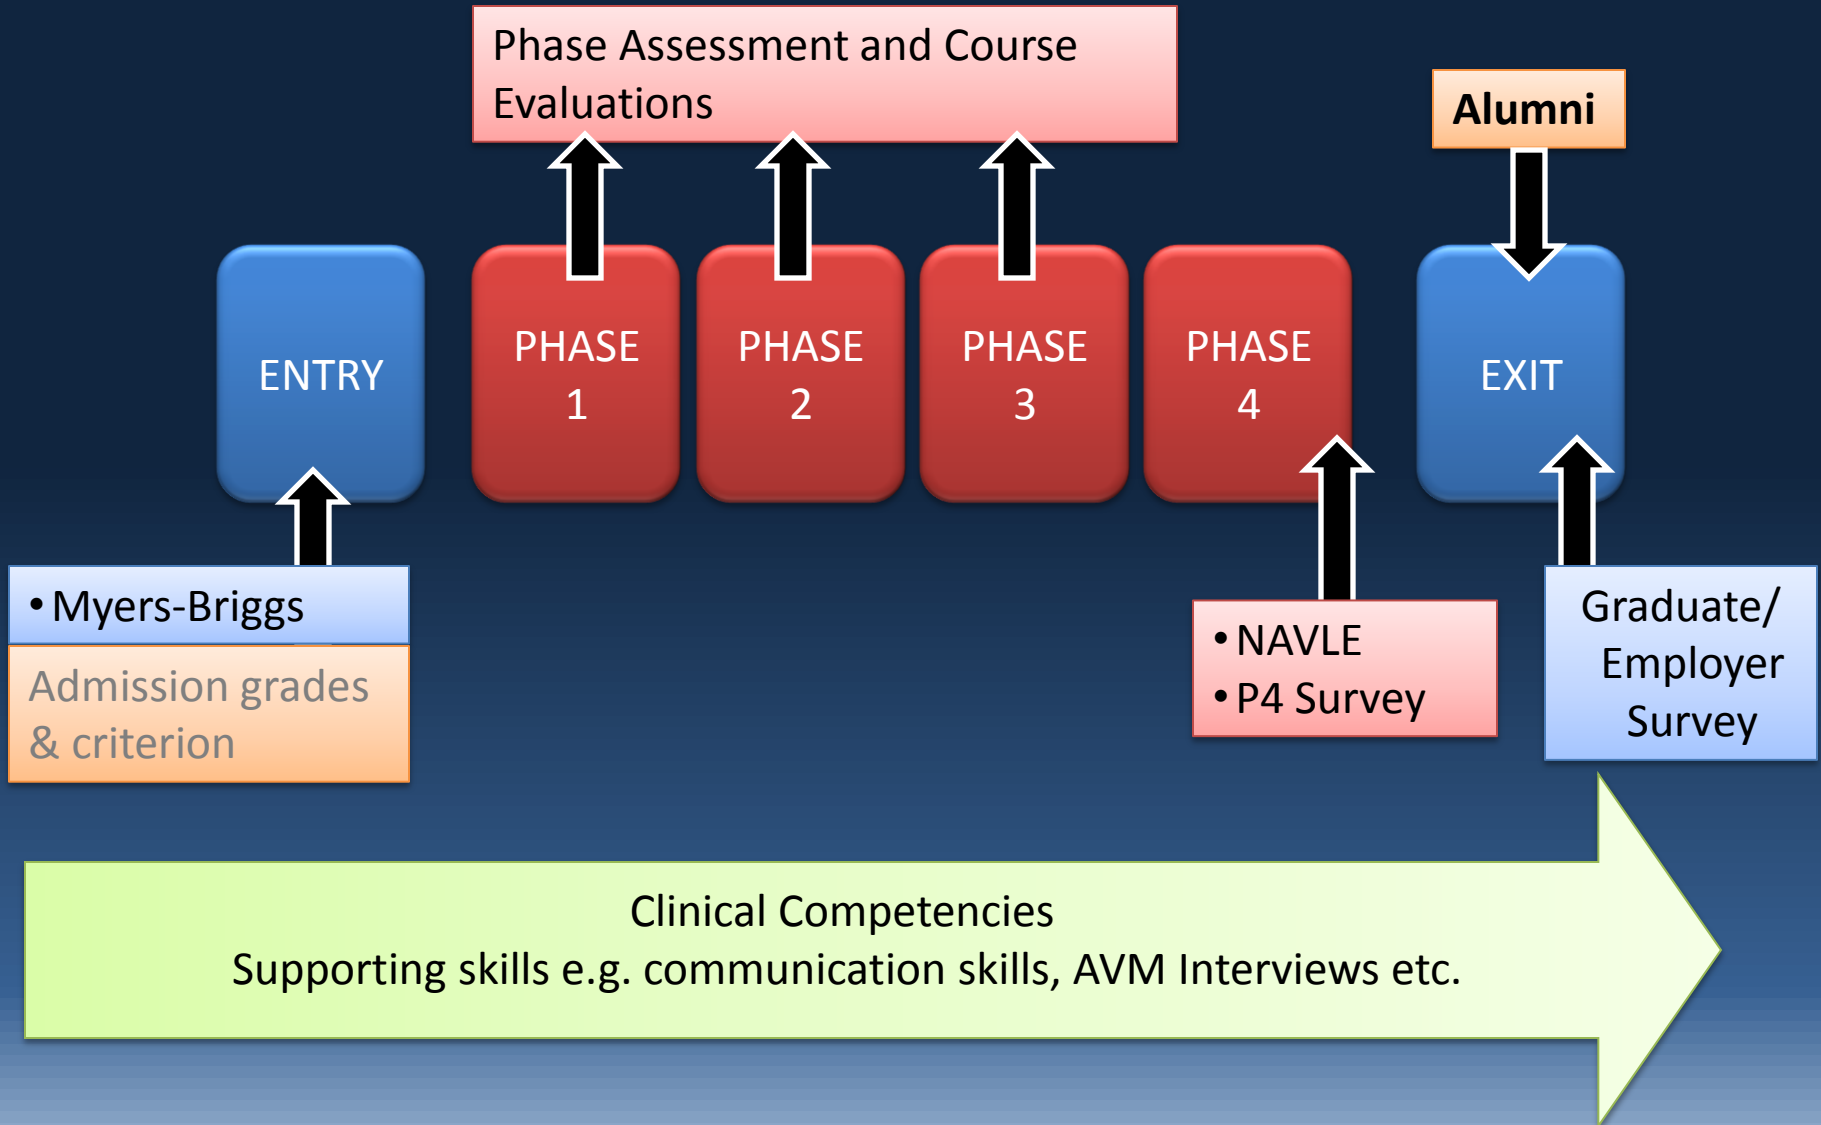 Phase Assessment and Course
Evaluations
Alumni
ENTRY
PHASE
1
PHASE
2
PHASE
3
PHASE
4
EXIT
• Myers-Briggs
Admission grades
& criterion
• NAVLE
• P4 Survey
Graduate/
Employer
Survey
Clinical Competencies
Supporting skills e.g. communication skills, AVM Interviews etc.